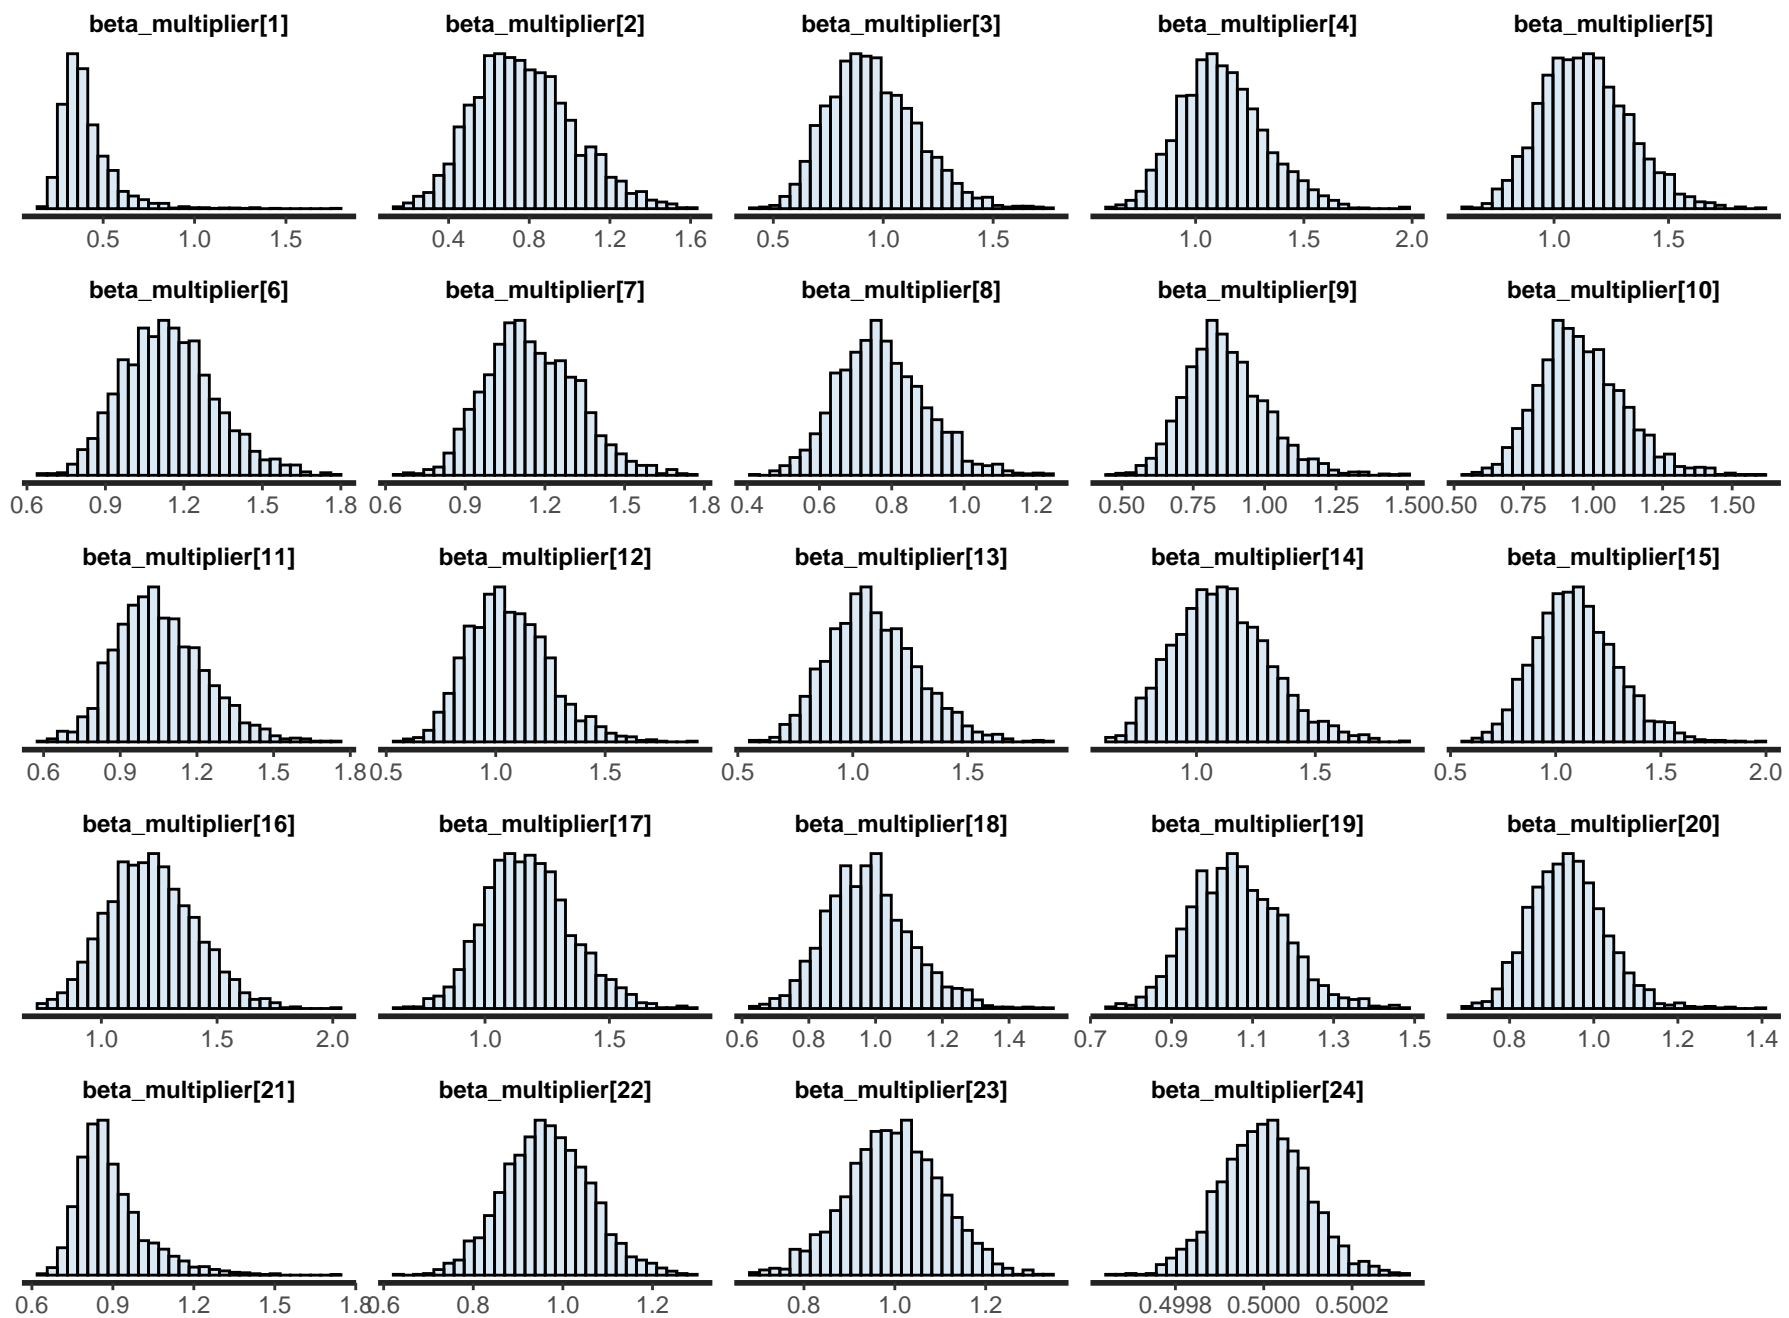 beta_multiplier[1] beta_multiplier[2] beta_multiplier[3] beta_multiplier[4] beta_multiplier[5]
0.5 1.0 1.5 0.4 0.8 1.2 1.6 0.5 1.0 1.5 1.0 1.5 2.0 1.0 1.5
beta_multiplier[6] beta_multiplier[7] beta_multiplier[8] beta_multiplier[9] beta_multiplier[10]
0.6 0.9 1.2 1.5 1.8 0.6 0.9 1.2 1.5 1.8 0.4 0.6 0.8 1.0 1.2 0.50 0.75 1.00 1.25 1.50 0.50 0.75 1.00 1.25 1.50
beta_multiplier[11] beta_multiplier[12] beta_multiplier[13] beta_multiplier[14] beta_multiplier[15]
0.6 0.9 1.2 1.5 1.8 0.5 1.0 1.5 0.5 1.0 1.5 1.0 1.5 0.5 1.0 1.5 2.0
beta_multiplier[16] beta_multiplier[17] beta_multiplier[18] beta_multiplier[19] beta_multiplier[20]
1.0 1.5 2.0 1.0 1.5 0.6 0.8 1.0 1.2 1.4 0.7 0.9 1.1 1.3 1.5 0.8 1.0 1.2 1.4
beta_multiplier[21] beta_multiplier[22] beta_multiplier[23] beta_multiplier[24]
0.6 0.9 1.2 1.5 1.8 0.6 0.8 1.0 1.2 0.8 1.0 1.2 0.4998 0.5000 0.5002